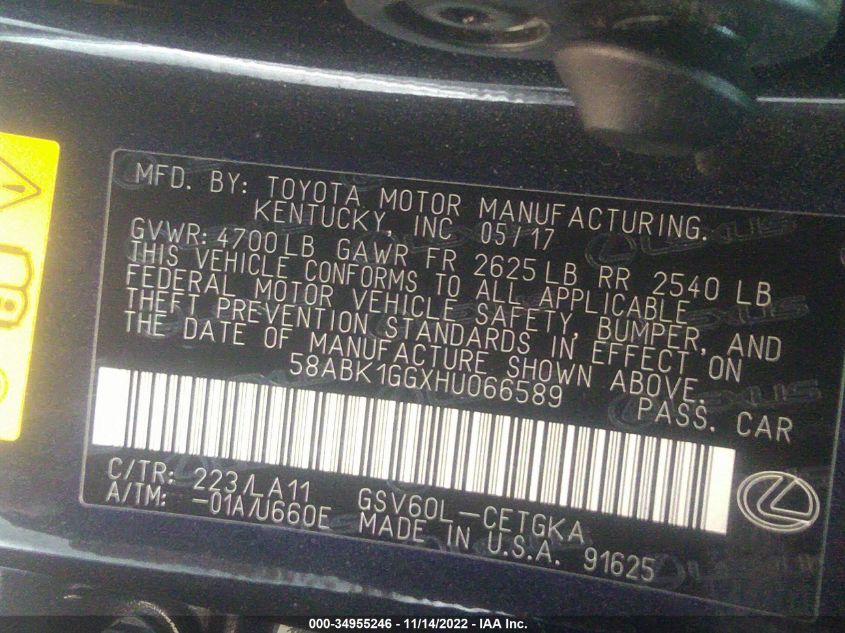 MFD. BY: TOYOTA MOTOR MANUFACTURING.
KENTUCKY, INC 05/17
GVWR: 4700LB GAWR FR 2625LB RR 2540 LB
THIS VEHICLE CONFORMS TO ALL APPLICABLE
FEDERAL MOTOR VEHICLE SAFETY, BUMPER, AND
THEFT PREVENTION STANDARDS IN EFFECT ON
THE DATE OF MANUFACTURE SHOWN ABOVE.
58ABK1GGXHU066589
PASS. CAR
C/TR: 223/LA11
A/TM: -01A/U660E
GSV60L-CETGKA
MADE IN U.S.A. 91625
LEXUS
000-34955246 - 11/14/2022 - IAA Inc.